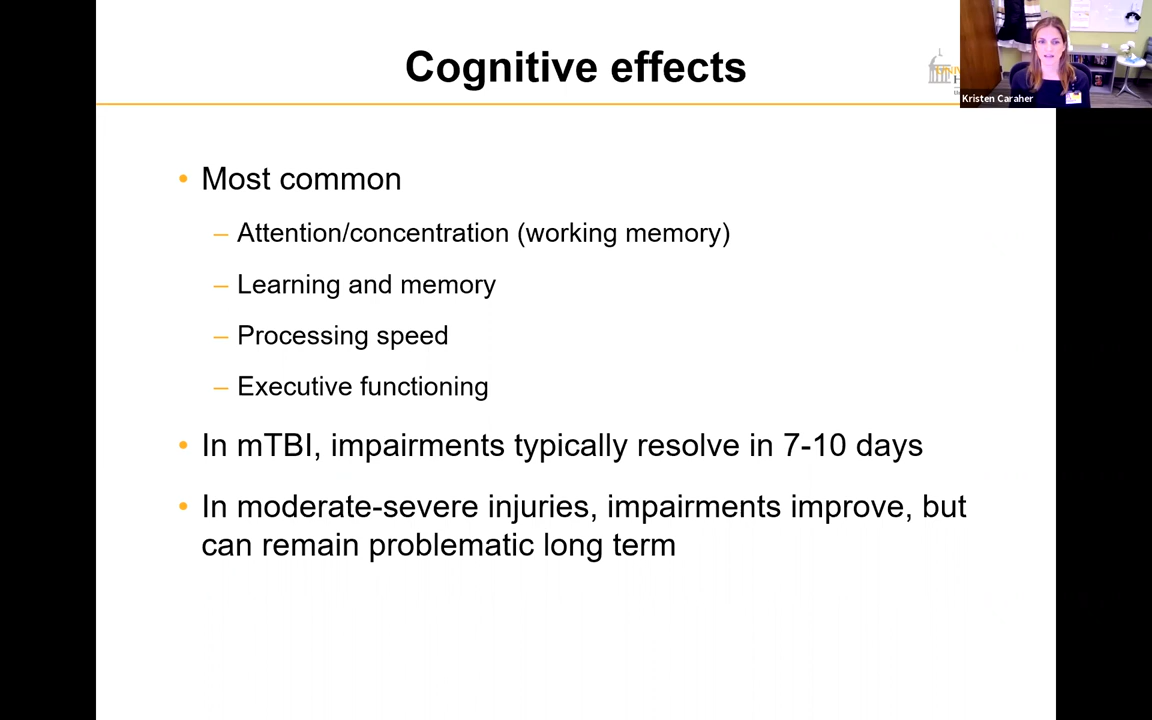 Cognitive effects
Kristen Caraher
• Most common
– Attention/concentration (working memory)
– Learning and memory
– Processing speed
– Executive functioning
• In mTBI, impairments typically resolve in 7-10 days
• In moderate-severe injuries, impairments improve, but
can remain problematic long term